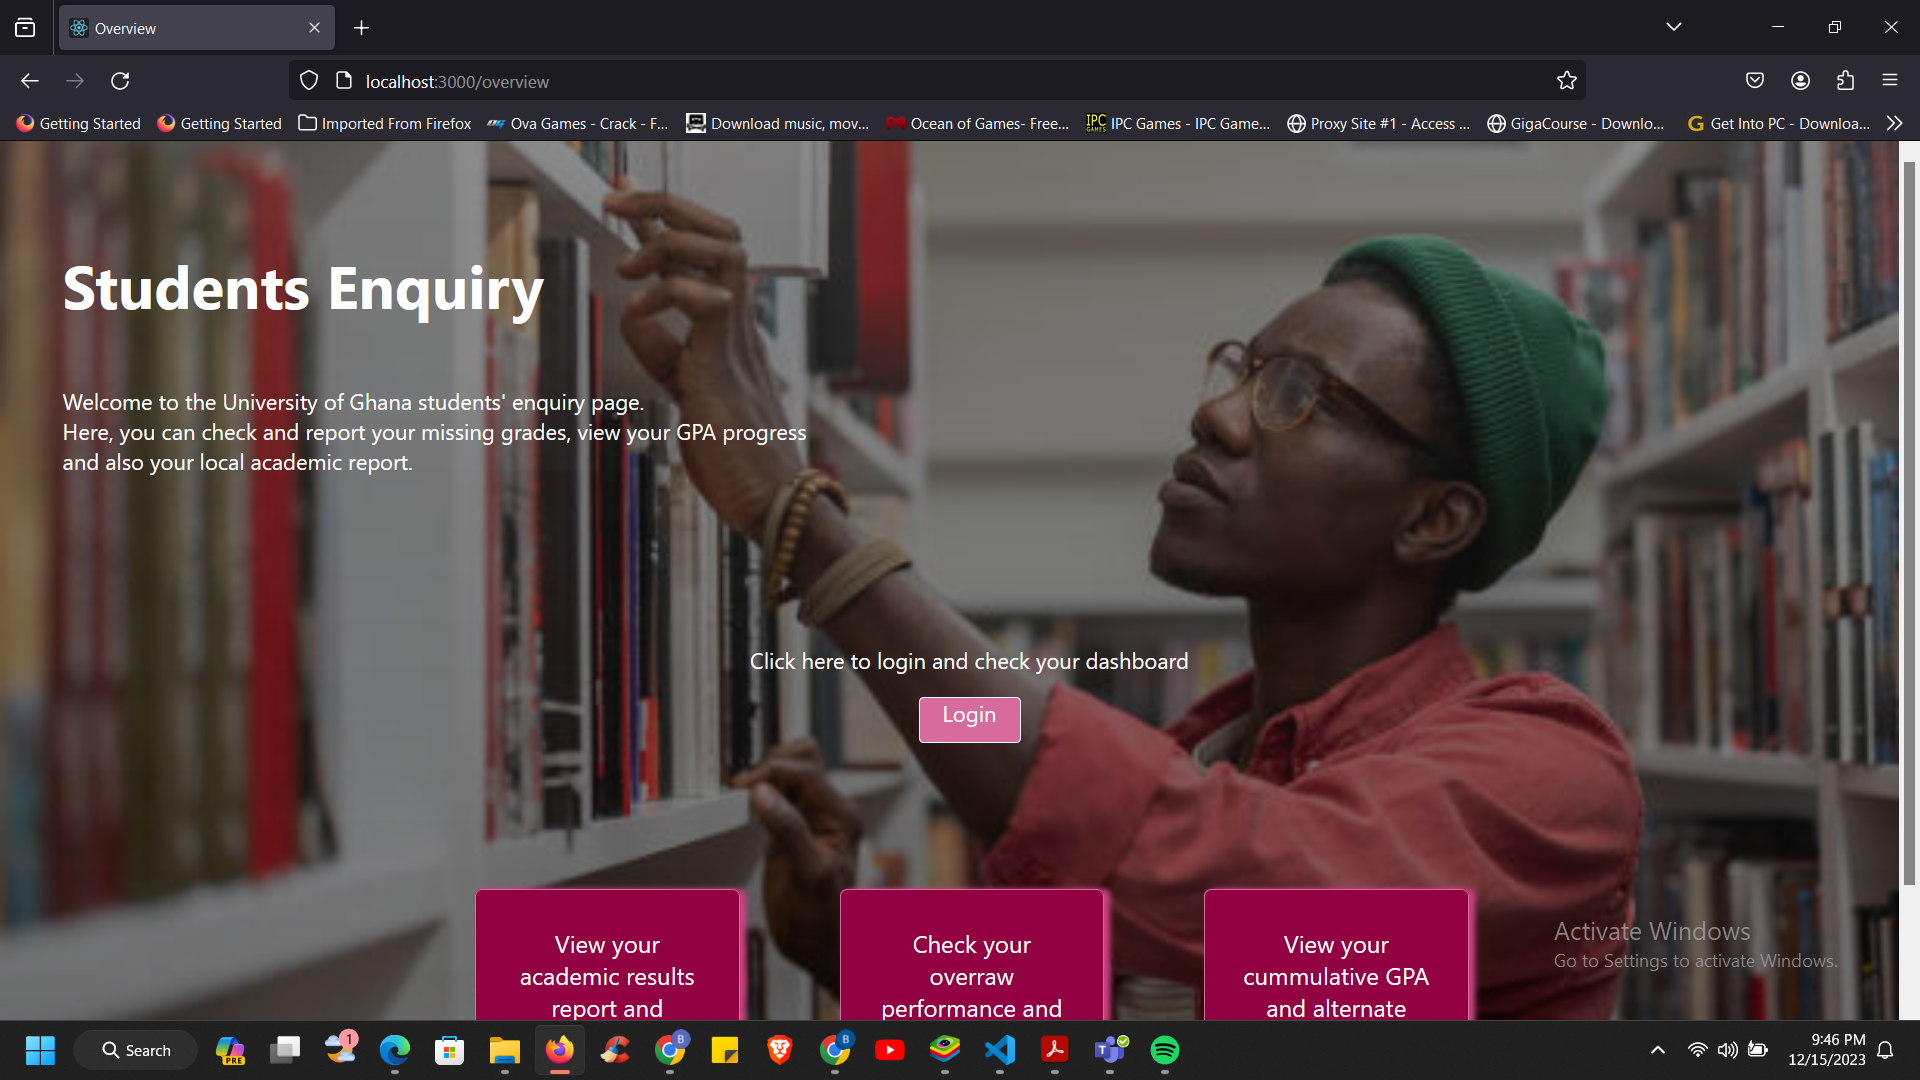 Overview
localhost:3000/overview
Getting Started
Getting Started
Imported From Firefox
Ova Games - Crack - F...
Download music, mov...
Ocean of Games- Free...
IPC GAMES
IPC Games - IPC Game...
Proxy Site #1 - Access ...
GigaCourse - Downlo...
Get Into PC - Downloa...
Students Enquiry
Welcome to the University of Ghana students' enquiry page.
Here, you can check and report your missing grades, view your GPA progress
and also your local academic report.
Click here to login and check your dashboard
Login
View your
academic results
report and
Check your
overraw
performance and
View your
cummulative GPA
and alternate
Activate Windows
Go to Settings to activate Windows.
Search
PRE
1
B
B
9:46 PM
12/15/2023